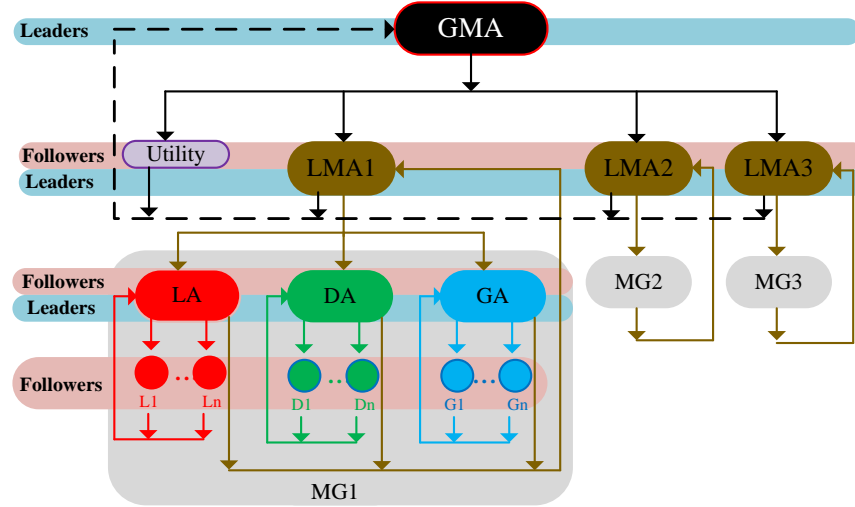 Leaders
GMA
Followers
Utility
LMA1
LMA2
LMA3
Leaders
Followers
LA
DA
GA
MG2
MG3
Leaders
Followers
..
..
...
L1
Ln
D1
Dn
G1
Gn
MG1